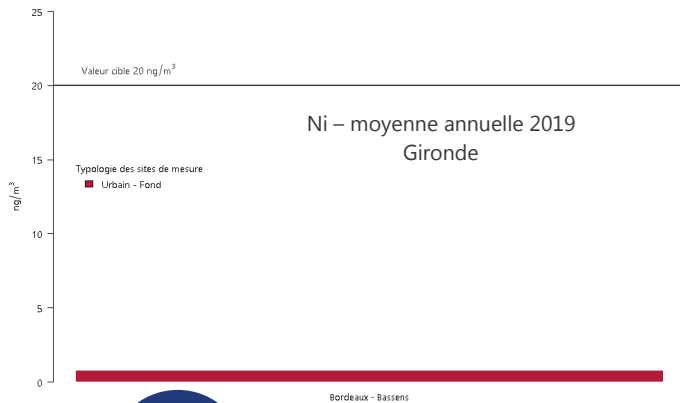 25
Valeur cible 20 ng/m³
20
Ni – moyenne annuelle 2019
Gironde
15
Typologie des sites de mesure
Urbain - Fond
ng/m³
10
5
0
Bordeaux - Bassens